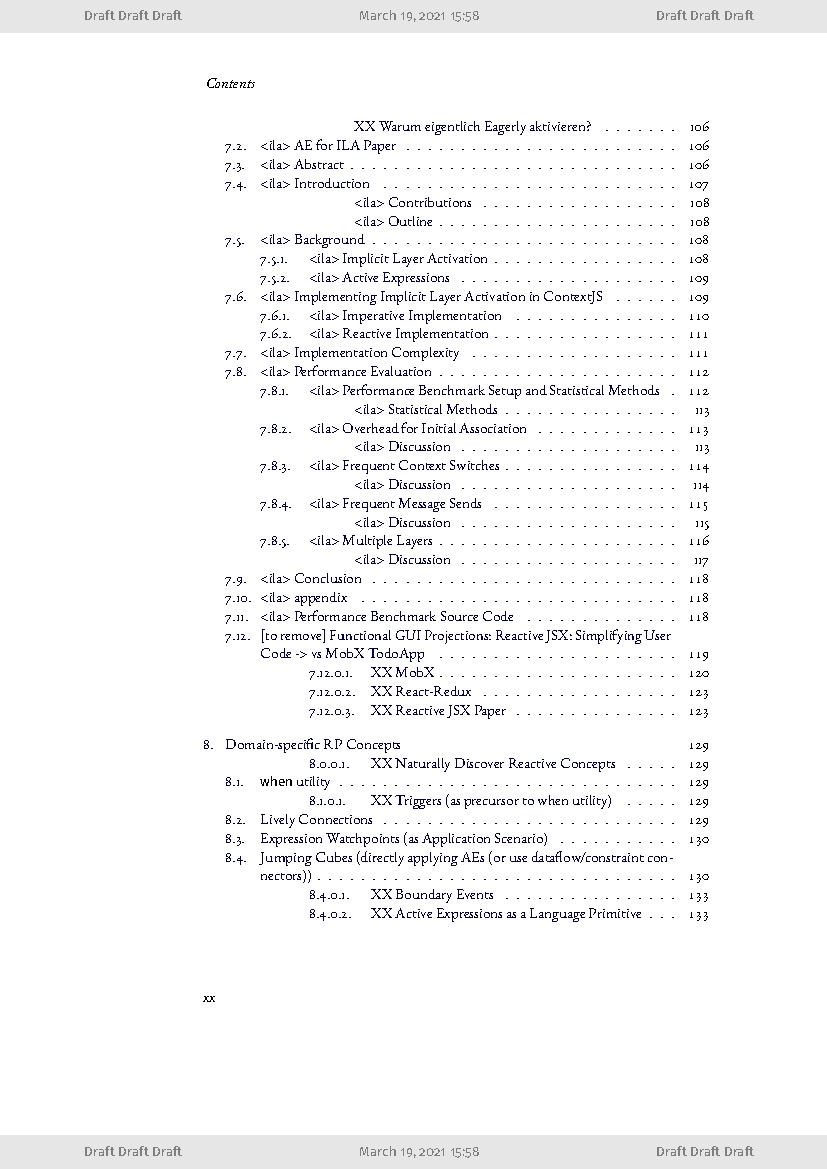 Draft Draft Draft March 19, 2021 15:58 Draft Draft Draft
Contents
XX Warum eigentlich Eagerly aktivieren? . . . . . . . 106
7.2. <ila> AE for ILA Paper . . . . . . . . . . . . . . . . . . . . . . . . . 106
7.3. <ila> Abstract . . . . . . . . . . . . . . . . . . . . . . . . . . . . . . 106
7.4. <ila> Introduction . . . . . . . . . . . . . . . . . . . . . . . . . . . 107
<ila> Contributions . . . . . . . . . . . . . . . . . . 108
<ila> Outline . . . . . . . . . . . . . . . . . . . . . . 108
7.5. <ila> Background . . . . . . . . . . . . . . . . . . . . . . . . . . . . 108
7.5.1. <ila> Implicit Layer Activation . . . . . . . . . . . . . . . . . 108
7.5.2. <ila> Active Expressions . . . . . . . . . . . . . . . . . . . . 109
7.6. <ila> Implementing Implicit Layer Activation in ContextJS . . . . . . 109
7.6.1. <ila> Imperative Implementation . . . . . . . . . . . . . . . 110
7.6.2. <ila> Reactive Implementation . . . . . . . . . . . . . . . . . 111
7.7. <ila> Implementation Complexity . . . . . . . . . . . . . . . . . . . 111
7.8. <ila> Performance Evaluation . . . . . . . . . . . . . . . . . . . . . . 112
7.8.1. <ila> Performance Benchmark Setup and Statistical Methods . 112
<ila> Statistical Methods . . . . . . . . . . . . . . . . 113
7.8.2. <ila> Overhead for Initial Association . . . . . . . . . . . . . 113
<ila> Discussion . . . . . . . . . . . . . . . . . . . . 113
7.8.3. <ila> Frequent Context Switches . . . . . . . . . . . . . . . . 114
<ila> Discussion . . . . . . . . . . . . . . . . . . . . 114
7.8.4. <ila> Frequent Message Sends . . . . . . . . . . . . . . . . . 115
<ila> Discussion . . . . . . . . . . . . . . . . . . . . 115
7.8.5. <ila> Multiple Layers . . . . . . . . . . . . . . . . . . . . . . 116
<ila> Discussion . . . . . . . . . . . . . . . . . . . . 117
7.9. <ila> Conclusion . . . . . . . . . . . . . . . . . . . . . . . . . . . . 118
7.10. <ila> appendix . . . . . . . . . . . . . . . . . . . . . . . . . . . . . 118
7.11. <ila> Performance Benchmark Source Code . . . . . . . . . . . . . . 118
7.12. [to remove] Functional GUI Projections: Reactive JSX: Simplifying User
Code -> vs MobX TodoApp . . . . . . . . . . . . . . . . . . . . . . 119
7.12.0.1. XX MobX . . . . . . . . . . . . . . . . . . . . . . 120
7.12.0.2. XX React-Redux . . . . . . . . . . . . . . . . . . 123
7.12.0.3. XX Reactive JSX Paper . . . . . . . . . . . . . . . 123
8. Domain-specific RP Concepts 129
8.0.0.1. XX Naturally Discover Reactive Concepts . . . . . 129
8.1. when utility . . . . . . . . . . . . . . . . . . . . . . . . . . . . . . . 129
8.1.0.1. XX Triggers (as precursor to when utility) . . . . . 129
8.2. Lively Connections . . . . . . . . . . . . . . . . . . . . . . . . . . . 129
8.3. Expression Watchpoints (as Application Scenario) . . . . . . . . . . . 130
8.4. Jumping Cubes (directly applying AEs (or use dataflow/constraint con-
nectors)) . . . . . . . . . . . . . . . . . . . . . . . . . . . . . . . . . 130
8.4.0.1. XX Boundary Events . . . . . . . . . . . . . . . . 133
8.4.0.2. XX Active Expressions as a Language Primitive . . . 133
xx
Draft Draft Draft March 19, 2021 15:58 Draft Draft Draft